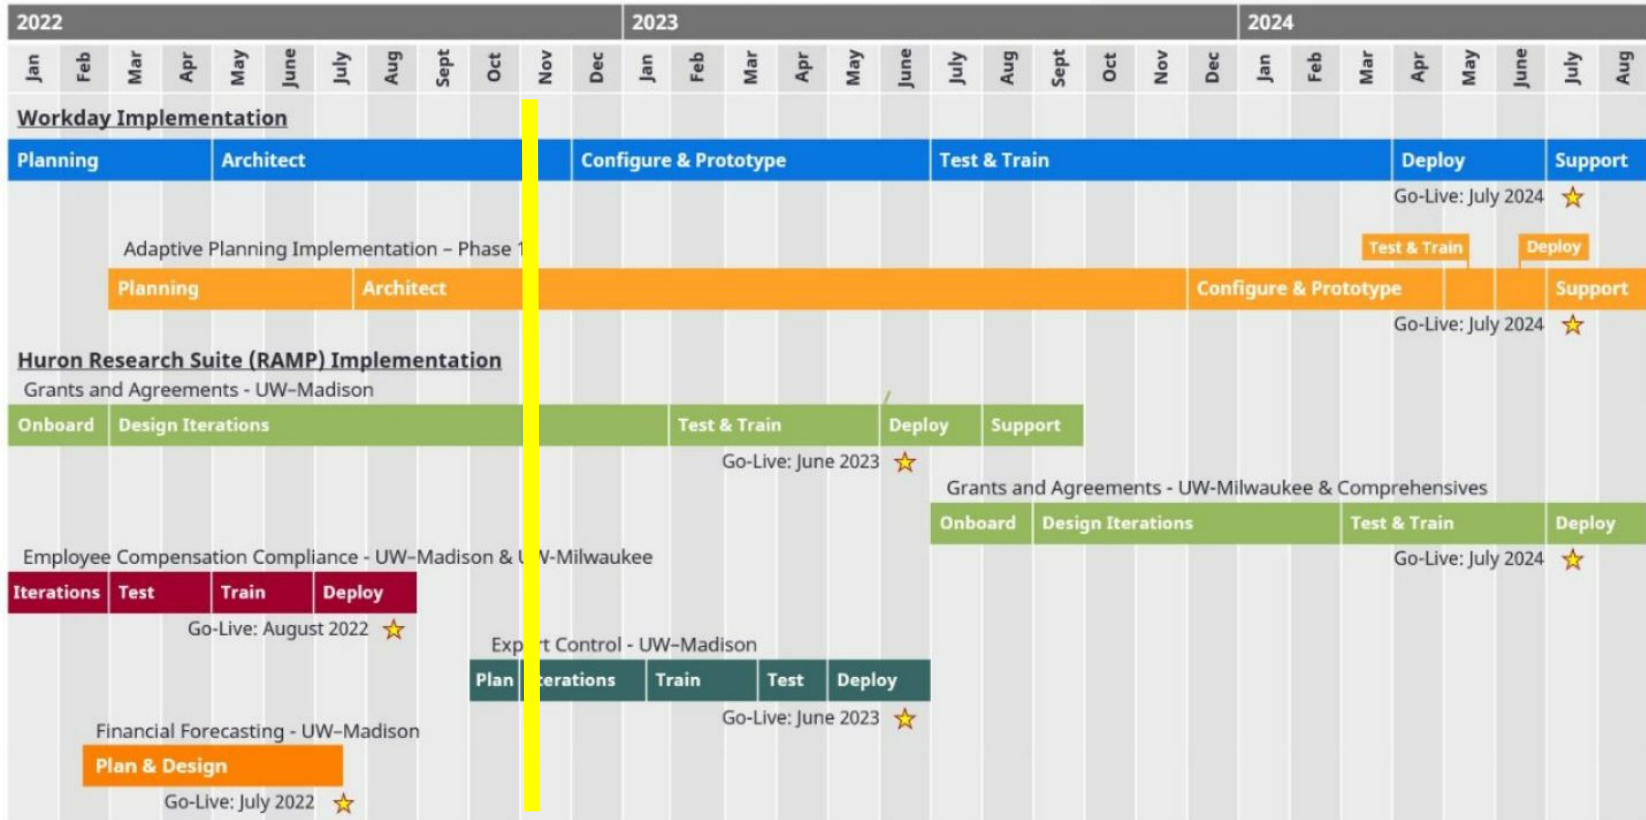 2022 2023 2024
Jan Feb Mar Apr May June July Aug Sept Oct Nov Dec Jan Feb Mar Apr May June July Aug Sept Oct Nov Dec Jan Feb Mar Apr May June July Aug
Workday Implementation
Planning Architect Configure & Prototype Test & Train Deploy Support
Go-Live: July 2024
Adaptive Planning Implementation – Phase 1 Test & Train Deploy
Planning Architect Configure & Prototype Support
Go-Live: July 2024
Huron Research Suite (RAMP) Implementation
Grants and Agreements - UW–Madison
Onboard Design Iterations Test & Train Deploy Support
Go-Live: June 2023
Grants and Agreements - UW-Milwaukee & Comprehensives
Onboard Design Iterations Test & Train Deploy
Go-Live: July 2024
Employee Compensation Compliance - UW–Madison & UW-Milwaukee
Iterations Test Train Deploy
Go-Live: August 2022
Export Control - UW–Madison
Plan Iterations Train Test Deploy
Go-Live: June 2023
Financial Forecasting - UW–Madison
Plan & Design
Go-Live: July 2022